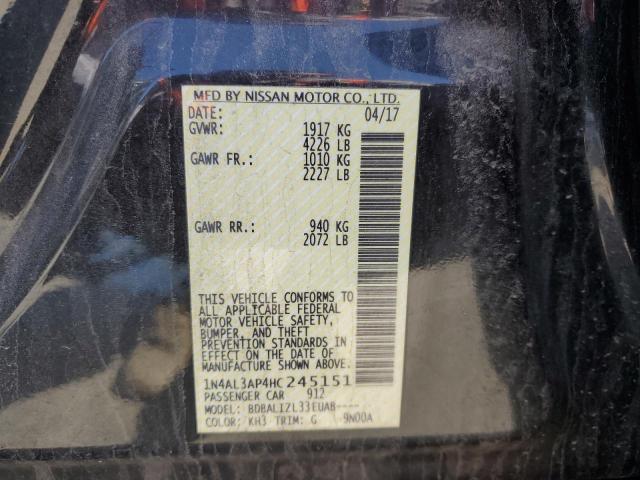 MFD BY NISSAN MOTOR CO., LTD.
DATE: 04/17
GVWR: 1917 KG
4226 LB
GAWR FR.: 1010 KG
2227 LB
GAWR RR.: 940 KG
2072 LB
THIS VEHICLE CONFORMS TO
ALL APPLICABLE FEDERAL
MOTOR VEHICLE SAFETY,
BUMPER, AND THEFT
PREVENTION STANDARDS IN
EFFECT ON THE DATE OF
MANUFACTURE SHOWN ABOVE.
1N4AL3AP4HC245151
PASSENGER CAR 912
MODEL: BDBALIZL33EUAB-----
COLOR: KH3 TRIM: G 9N00A